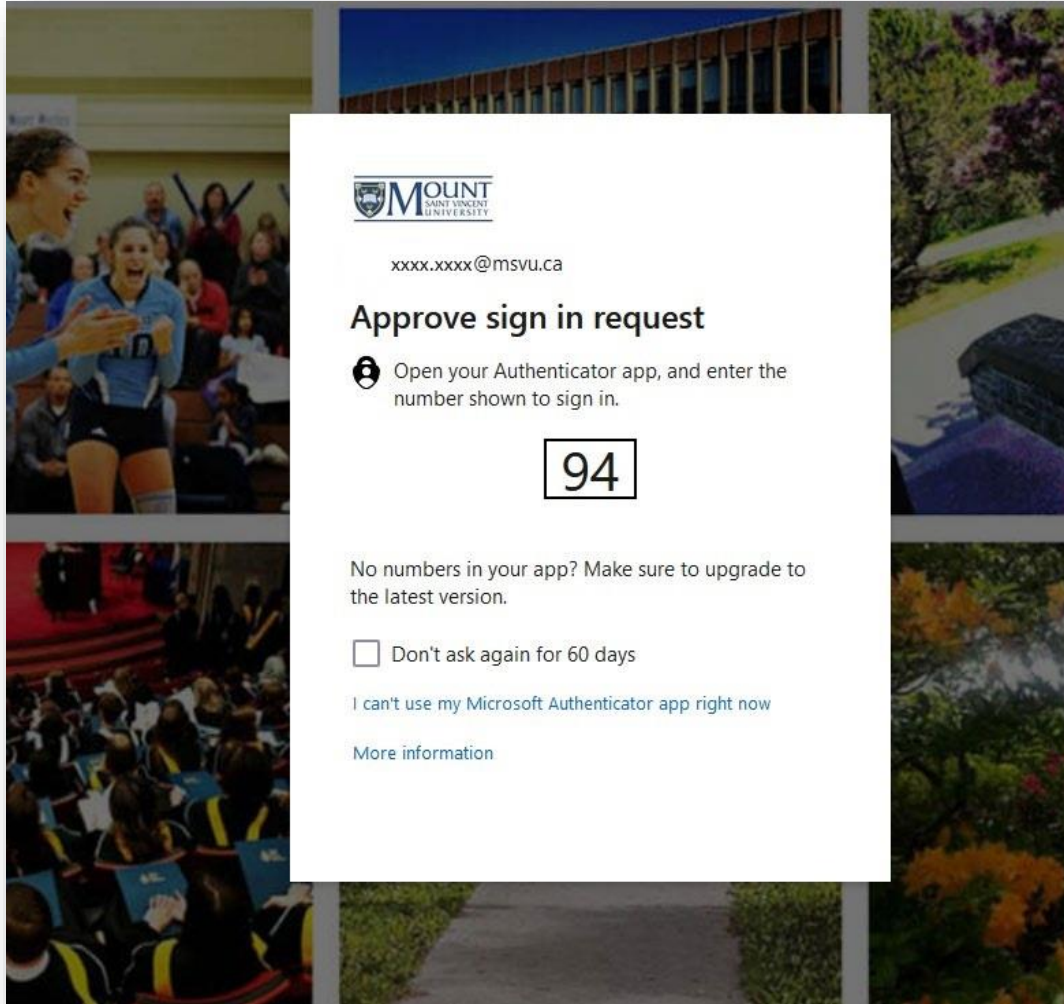 MOUNT
SAINT VINCENT
UNIVERSITY
xxxx.xxxx@msvu.ca
Approve sign in request
Open your Authenticator app, and enter the
number shown to sign in.
94
No numbers in your app? Make sure to upgrade to
the latest version.
Don't ask again for 60 days
I can't use my Microsoft Authenticator app right now
More information